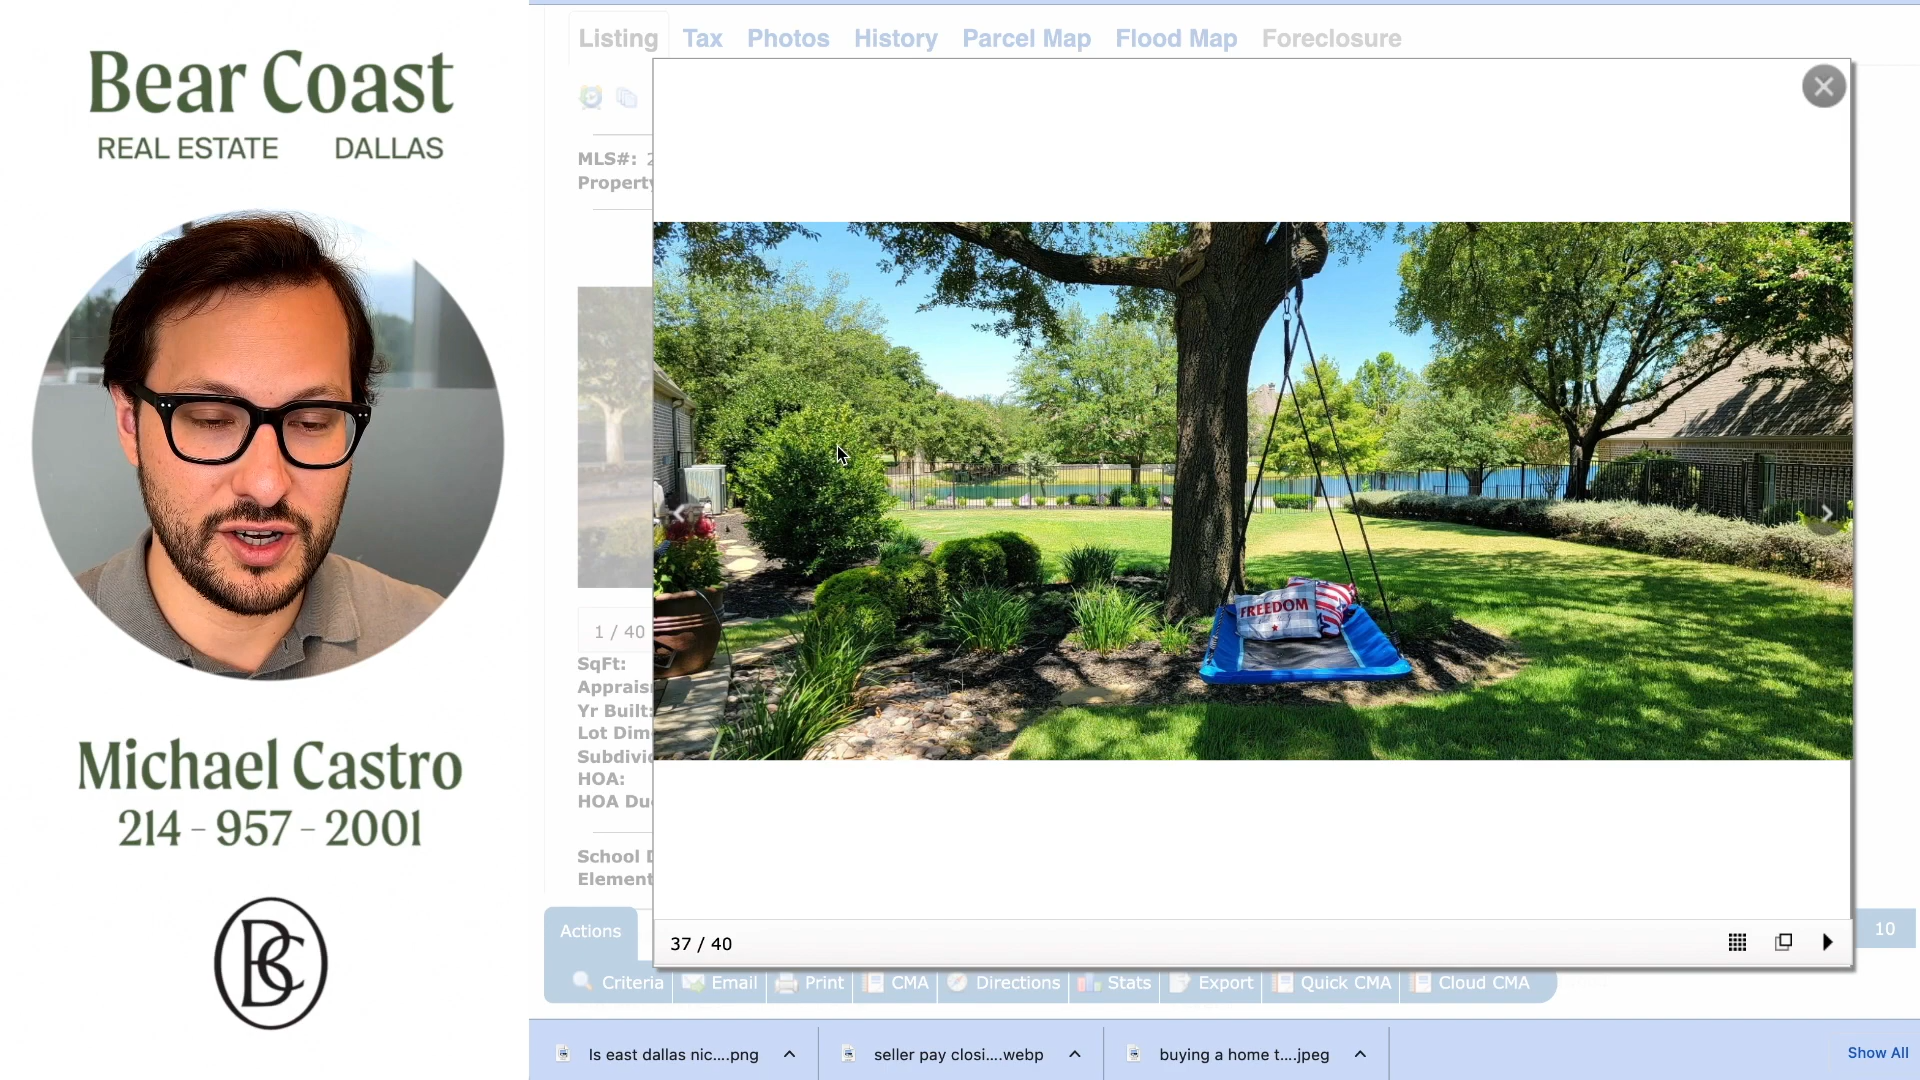 Bear Coast
REAL ESTATE DALLAS
Michael Castro
214 - 957 - 2001
BC
Listing Tax Photos History Parcel Map Flood Map Foreclosure
MLS#: 2
Property
1 / 40
SqFt:
Apprais
Yr Built:
Lot Dim
Subdivi
HOA:
HOA Du
School D
Element
FREEDOM
37 / 40
10
Actions
Criteria Email Print CMA Directions Stats Export Quick CMA Cloud CMA
Is east dallas nic....png seller pay closi....webp buying a home t....jpeg Show All